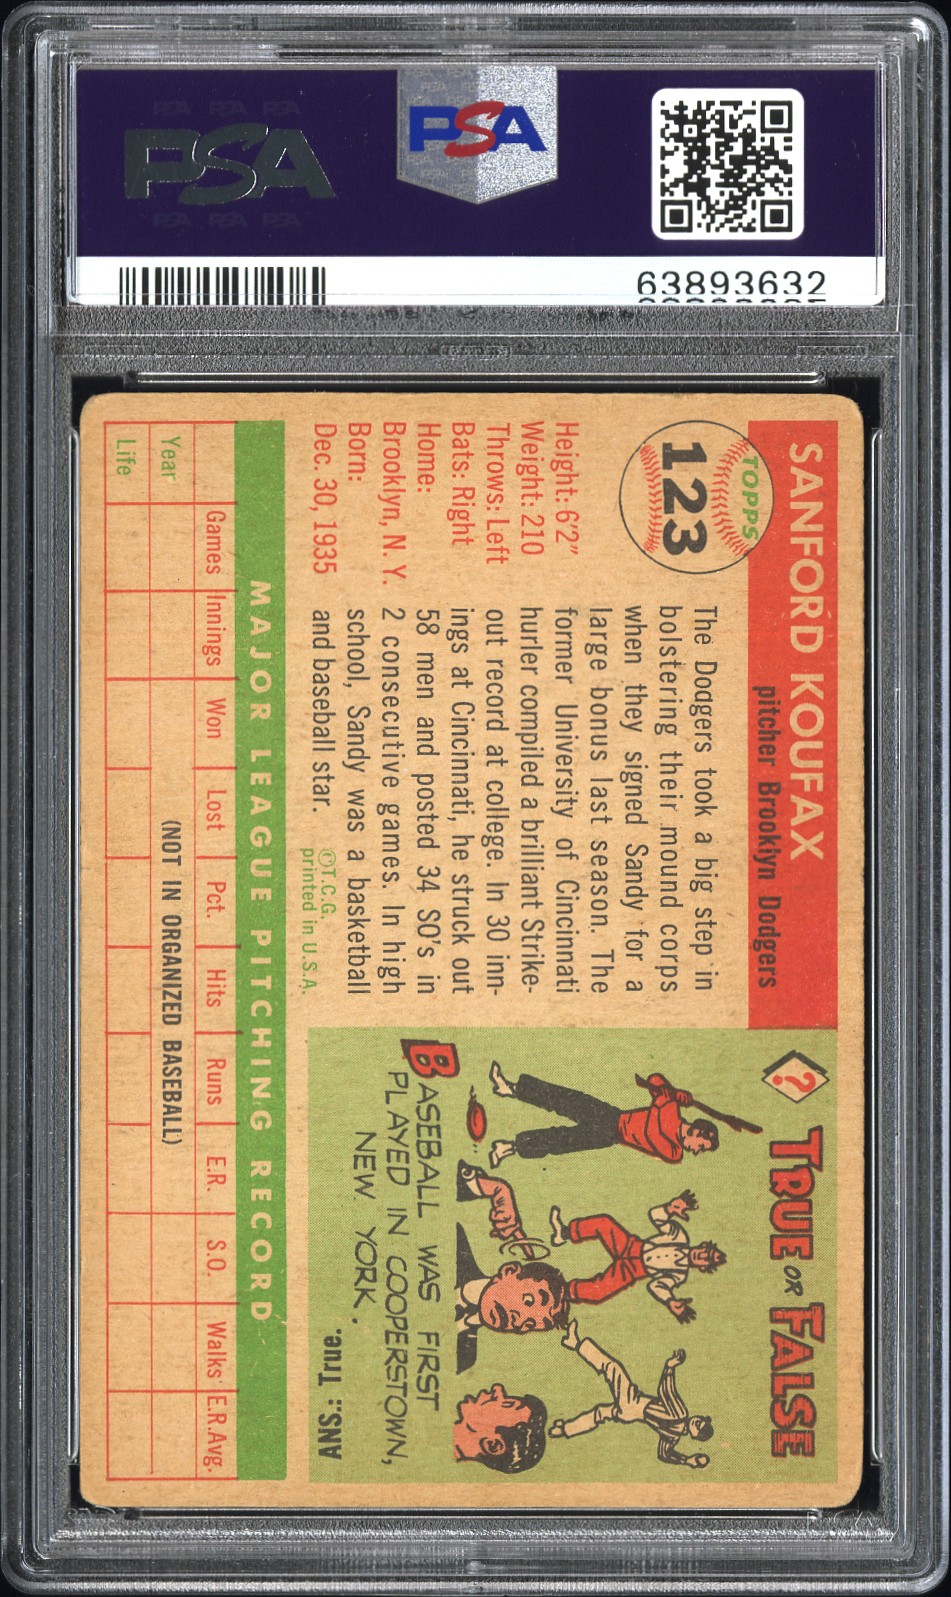 PSA
PSA
63893632
SANFORD KOUFAX
pitcher Brooklyn Dodgers
TOPPS
123
Height: 6'2"
Weight: 210
Throws: Left
Bats: Right
Home:
Brooklyn, N. Y.
Born:
Dec. 30, 1935
The Dodgers took a big step in
bolstering their mound corps
when they signed Sandy for a
large bonus last season. The
former University of Cincinnati
hurler compiled a brilliant Strike-
out record at college. In 30 inn-
ings at Cincinnati, he struck out
58 men and posted 34 SO's in
2 consecutive games. In high
school, Sandy was a basketball
and baseball star.
©T.C.G.
printed in U.S.A.
?
TRUE OR FALSE
BASEBALL WAS FIRST
PLAYED IN COOPERSTOWN,
NEW YORK.
ANS: True.
MAJOR LEAGUE PITCHING RECORD
Games Innings Won Lost Pct. Hits Runs E.R. S.O. Walks E.R.Avg.
Year
(NOT IN ORGANIZED BASEBALL)
Life